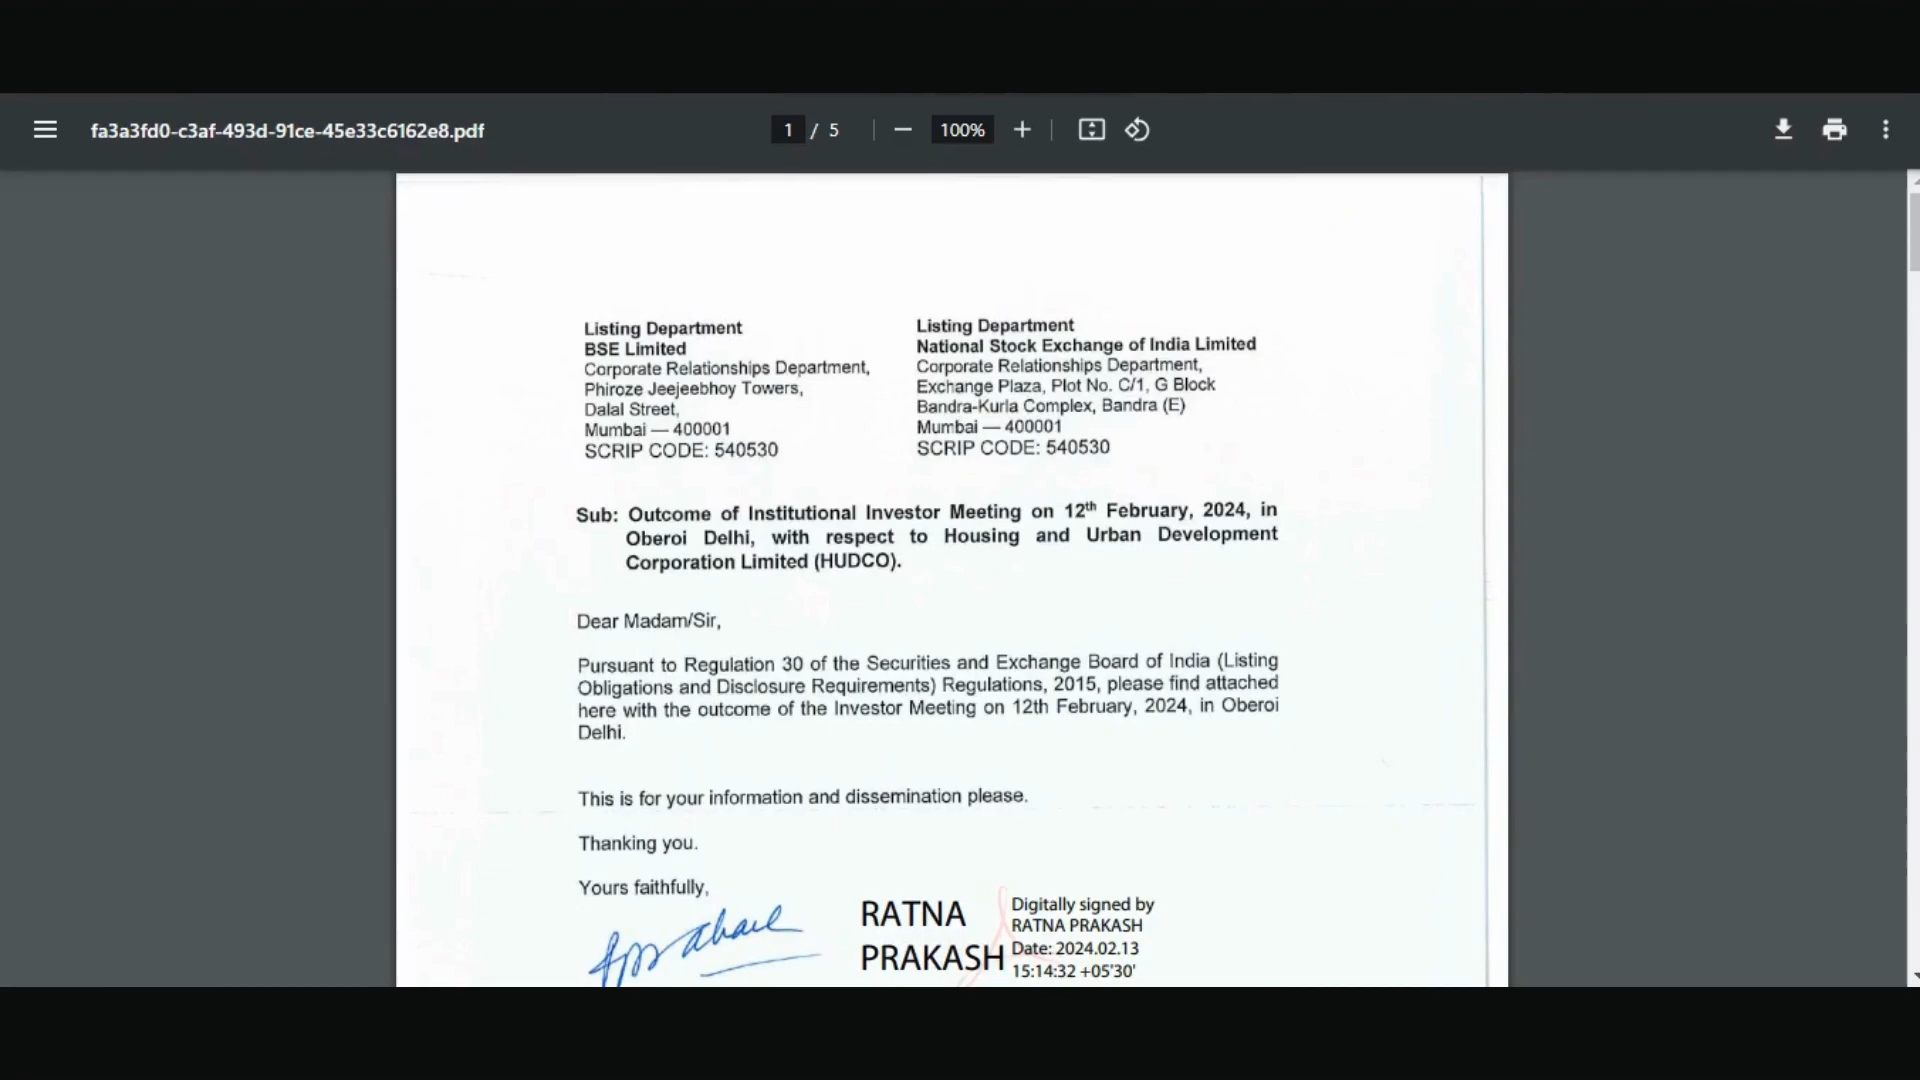 fa3a3fd0-c3af-493d-91ce-45e33c6162e8.pdf
1 / 5
100%
Listing Department
BSE Limited
Corporate Relationships Department,
Phiroze Jeejeebhoy Towers,
Dalal Street,
Mumbai — 400001
SCRIP CODE: 540530
Listing Department
National Stock Exchange of India Limited
Corporate Relationships Department,
Exchange Plaza, Plot No. C/1, G Block
Bandra-Kurla Complex, Bandra (E)
Mumbai — 400001
SCRIP CODE: 540530
Sub: Outcome of Institutional Investor Meeting on 12th February, 2024, in
Oberoi Delhi, with respect to Housing and Urban Development
Corporation Limited (HUDCO).
Dear Madam/Sir,
Pursuant to Regulation 30 of the Securities and Exchange Board of India (Listing
Obligations and Disclosure Requirements) Regulations, 2015, please find attached
here with the outcome of the Investor Meeting on 12th February, 2024, in Oberoi
Delhi.
This is for your information and dissemination please.
Thanking you.
Yours faithfully,
RATNA
PRAKASH
Digitally signed by
RATNA PRAKASH
Date: 2024.02.13
15:14:32 +05'30'